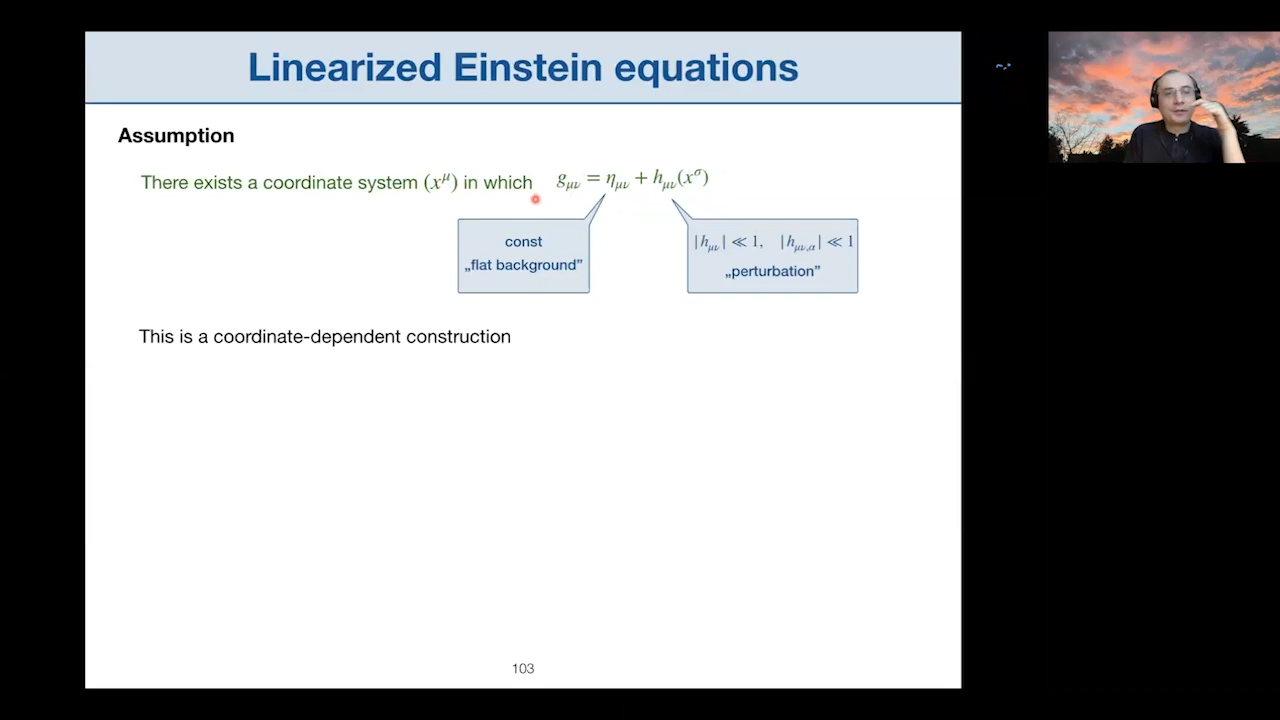 Linearized Einstein equations
Assumption
There exists a coordinate system (x^μ) in which g_μν = η_μν + h_μν(x^σ)
const
„flat background”
|h_μν| ≪ 1, |h_μν,α| ≪ 1
„perturbation”
This is a coordinate-dependent construction
103